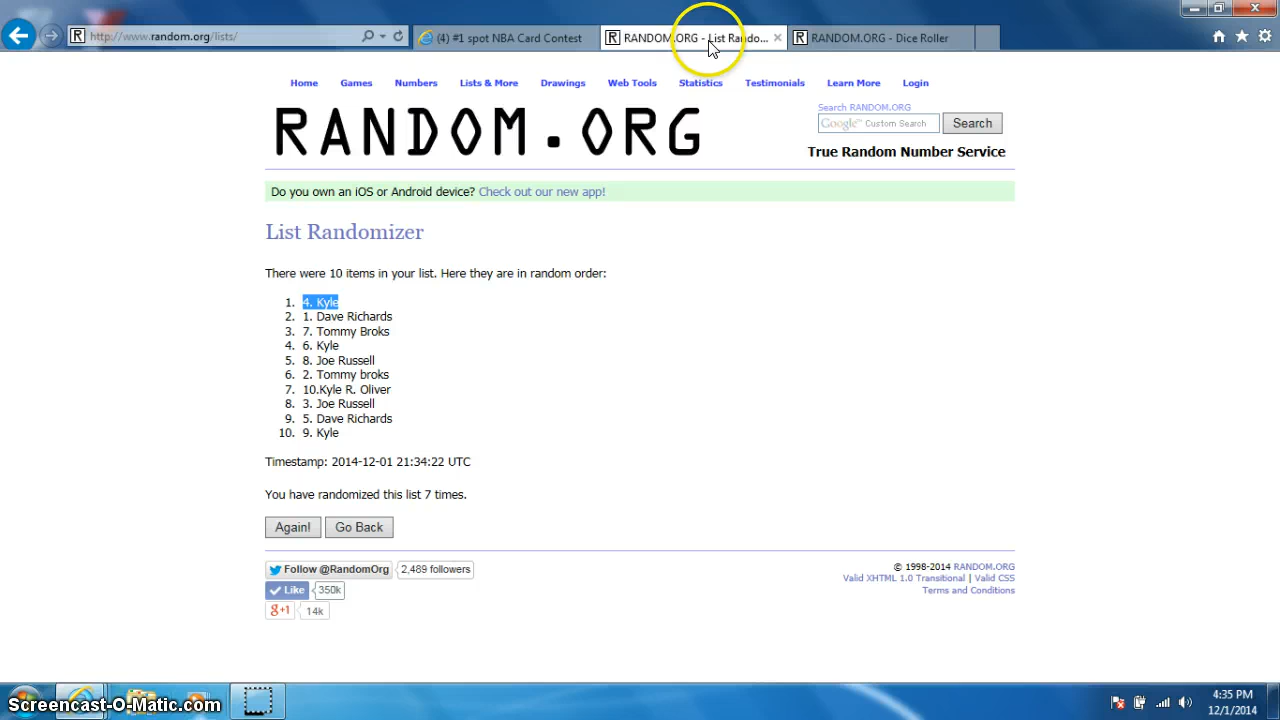 http://www.random.org/lists/
(4) #1 spot NBA Card Contest
RANDOM.ORG - List Rando...
RANDOM.ORG - Dice Roller
Home Games Numbers Lists & More Drawings Web Tools Statistics Testimonials Learn More Login
RANDOM.ORG
Search RANDOM.ORG
Google Custom Search Search
True Random Number Service
Do you own an iOS or Android device? Check out our new app!
List Randomizer
There were 10 items in your list. Here they are in random order:
1. 4. Kyle
2. 1. Dave Richards
3. 7. Tommy Broks
4. 6. Kyle
5. 8. Joe Russell
6. 2. Tommy broks
7. 10.Kyle R. Oliver
8. 3. Joe Russell
9. 5. Dave Richards
10. 9. Kyle
Timestamp: 2014-12-01 21:34:22 UTC
You have randomized this list 7 times.
Again! Go Back
Follow @RandomOrg 2,489 followers
Like 350k
g+1 14k
© 1998-2014 RANDOM.ORG
Valid XHTML 1.0 Transitional | Valid CSS
Terms and Conditions
Screencast-O-Matic.com
4:35 PM
12/1/2014